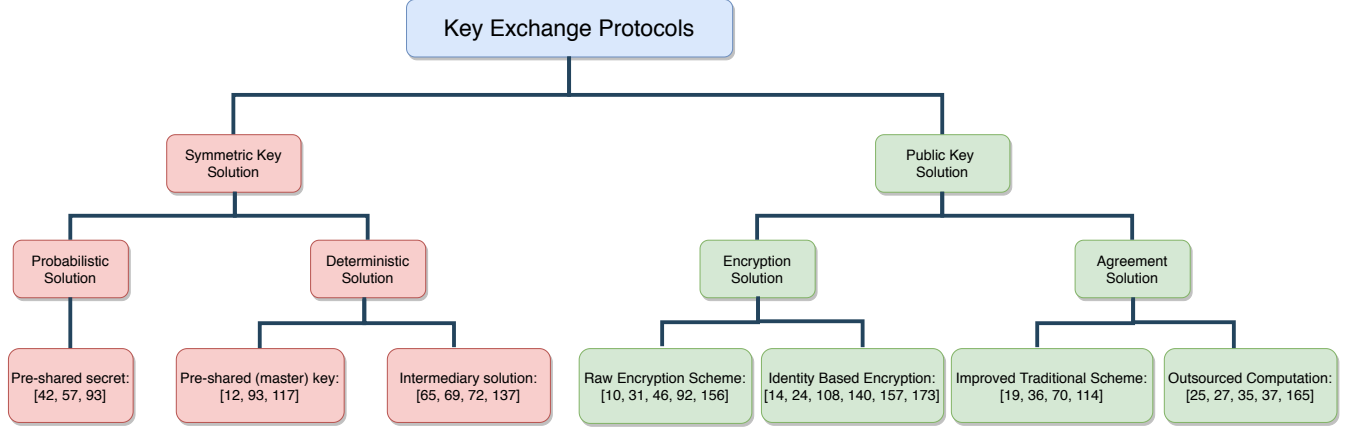 Key Exchange Protocols
Symmetric Key
Solution
Public Key
Solution
Probabilistic
Solution
Deterministic
Solution
Encryption
Solution
Agreement
Solution
Pre-shared secret:
[42, 57, 93]
Pre-shared (master) key:
[12, 93, 117]
Intermediary solution:
[65, 69, 72, 137]
Raw Encryption Scheme:
[10, 31, 46, 92, 156]
Identity Based Encryption:
[14, 24, 108, 140, 157, 173]
Improved Traditional Scheme:
[19, 36, 70, 114]
Outsourced Computation:
[25, 27, 35, 37, 165]